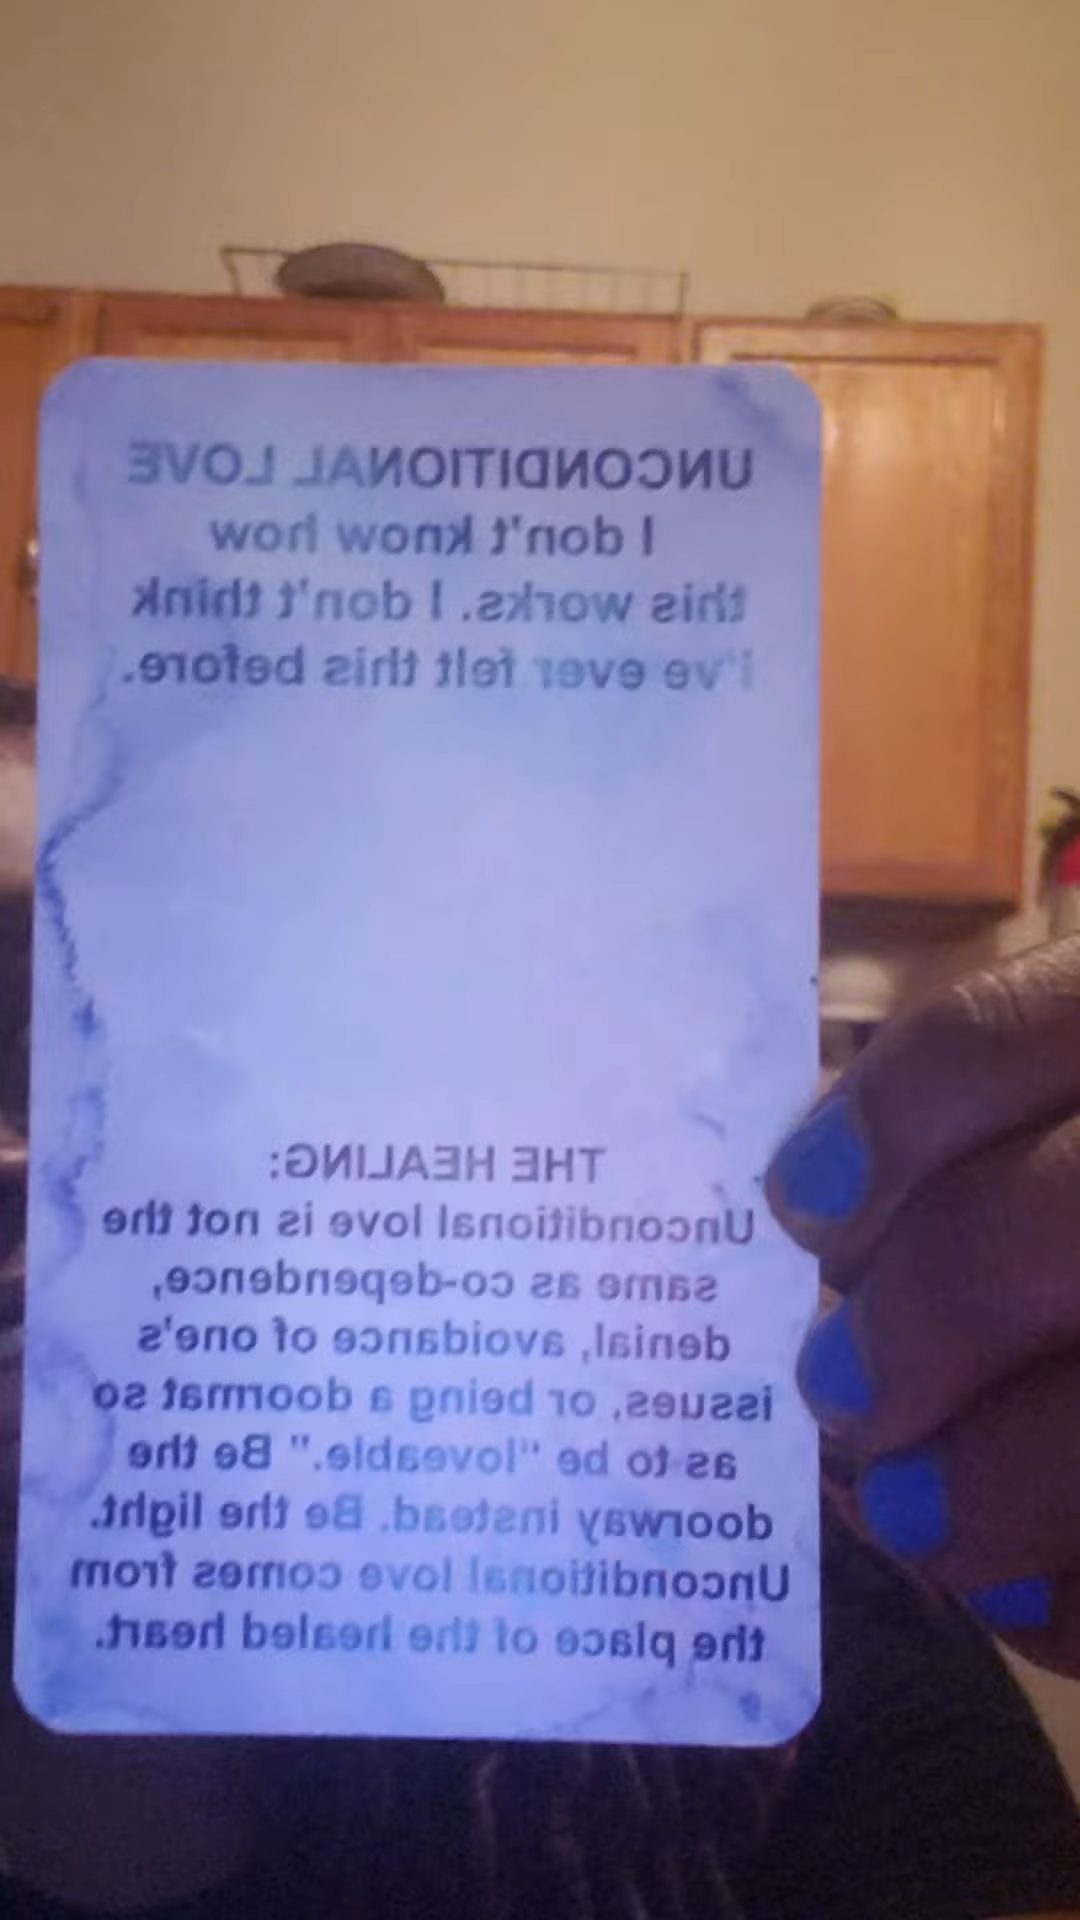 UNCONDITIONAL LOVE
I don't know how
this works. I don't think
I've ever felt this before.
THE HEALING:
Unconditional love is not the
same as co-dependence,
denial, avoidance of one's
issues, or being a doormat so
as to be "loveable." Be the
doorway instead. Be the light.
Unconditional love comes from
the place of the healed heart.